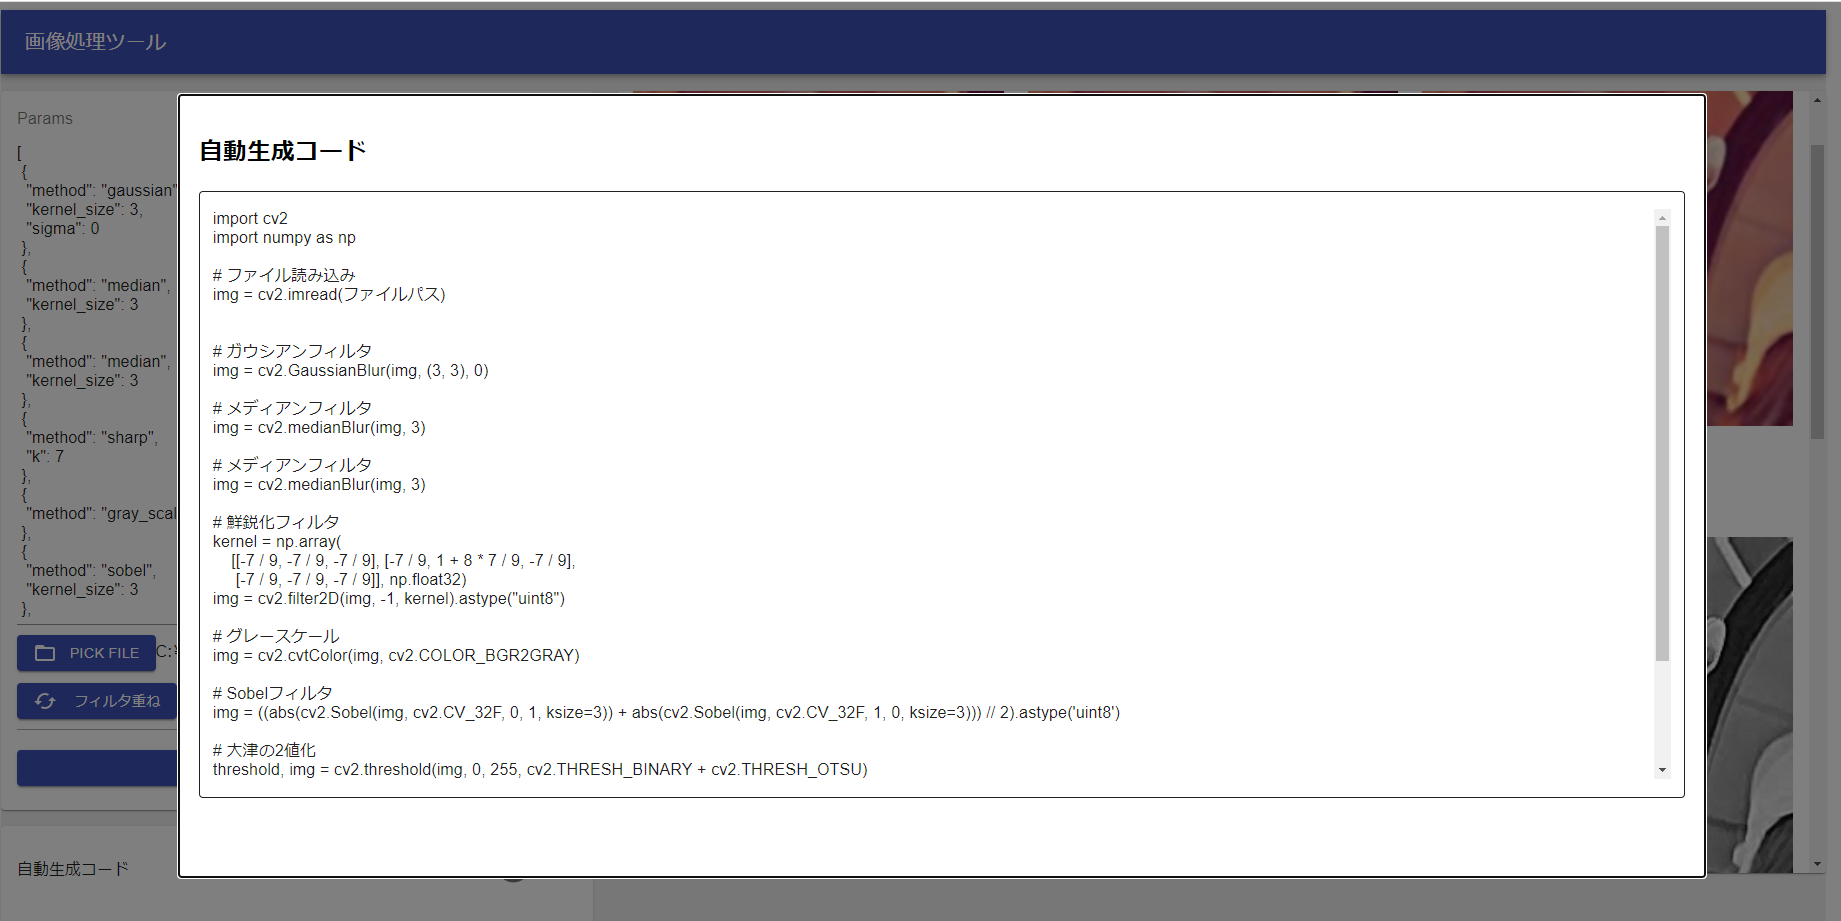 画像処理ツール
Params
[
{
"method": "gaussian"
"kernel_size": 3,
"sigma": 0
},
{
"method": "median",
"kernel_size": 3
},
{
"method": "median",
"kernel_size": 3
},
{
"method": "sharp",
"k": 7
},
{
"method": "gray_scal
},
{
"method": "sobel",
"kernel_size": 3
},
PICK FILE C:
フィルタ重ね
自動生成コード
自動生成コード
import cv2
import numpy as np
# ファイル読み込み
img = cv2.imread(ファイルパス)
# ガウシアンフィルタ
img = cv2.GaussianBlur(img, (3, 3), 0)
# メディアンフィルタ
img = cv2.medianBlur(img, 3)
# メディアンフィルタ
img = cv2.medianBlur(img, 3)
# 鮮鋭化フィルタ
kernel = np.array(
[[-7 / 9, -7 / 9, -7 / 9], [-7 / 9, 1 + 8 * 7 / 9, -7 / 9],
[-7 / 9, -7 / 9, -7 / 9]], np.float32)
img = cv2.filter2D(img, -1, kernel).astype("uint8")
# グレースケール
img = cv2.cvtColor(img, cv2.COLOR_BGR2GRAY)
# Sobelフィルタ
img = ((abs(cv2.Sobel(img, cv2.CV_32F, 0, 1, ksize=3)) + abs(cv2.Sobel(img, cv2.CV_32F, 1, 0, ksize=3))) // 2).astype('uint8')
# 大津の2値化
threshold, img = cv2.threshold(img, 0, 255, cv2.THRESH_BINARY + cv2.THRESH_OTSU)